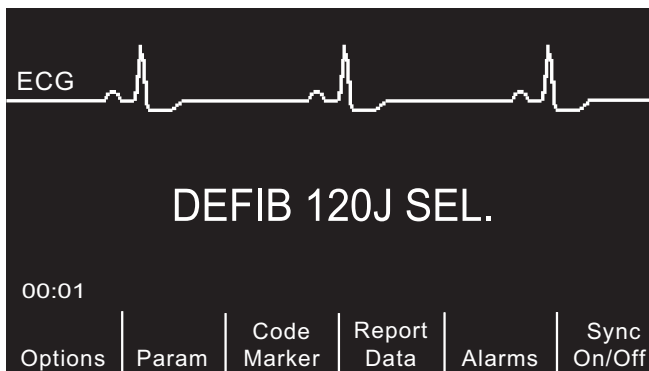 ECG
DEFIB 120J SEL.
00:01
Options
Param
Code
Marker
Report
Data
Alarms
Sync
On/Off